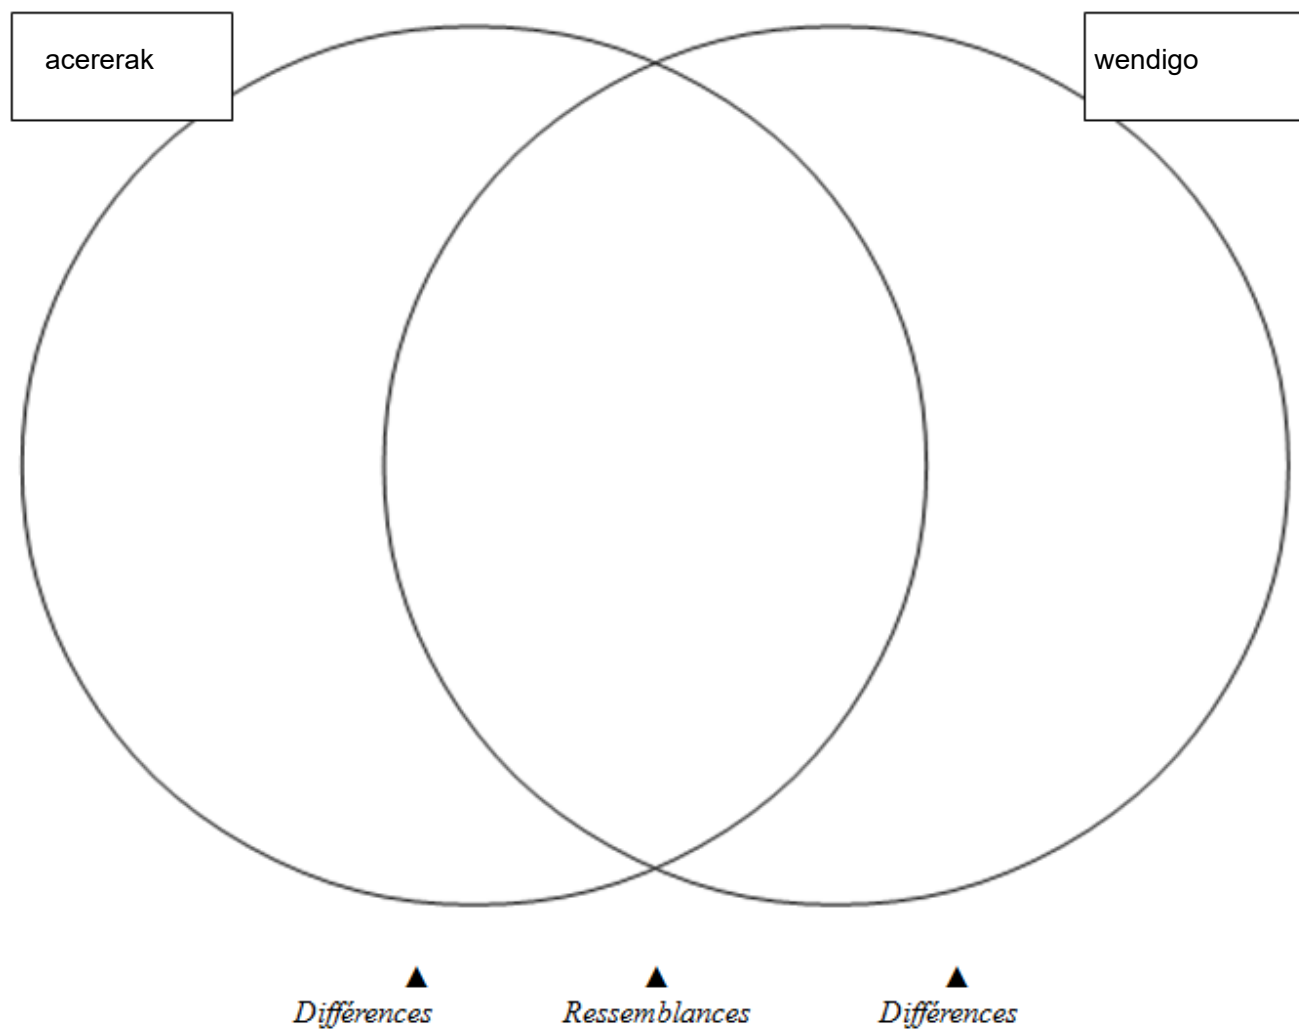 acererak
wendigo
▲ ▲ ▲
Différences Ressemblances Différences